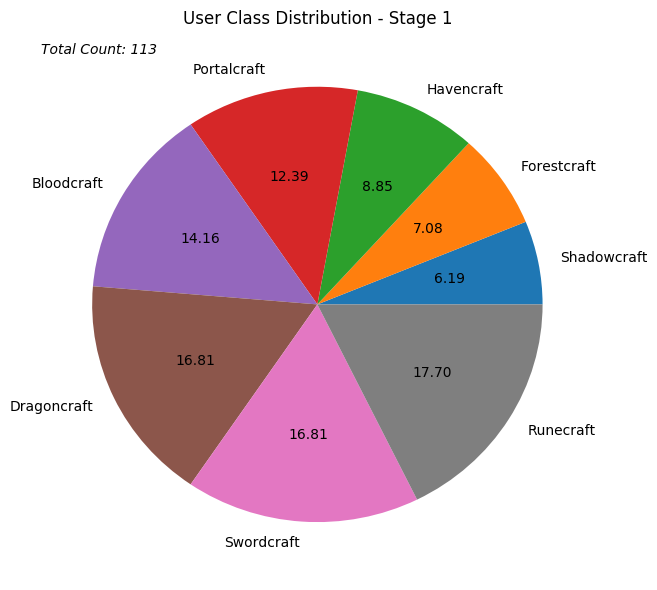 User Class Distribution - Stage 1
Total Count: 113
Portalcraft
Havencraft
Forestcraft
Bloodcraft
12.39
8.85
7.08
14.16
Shadowcraft
6.19
16.81
17.70
Dragoncraft
Runecraft
16.81
Swordcraft